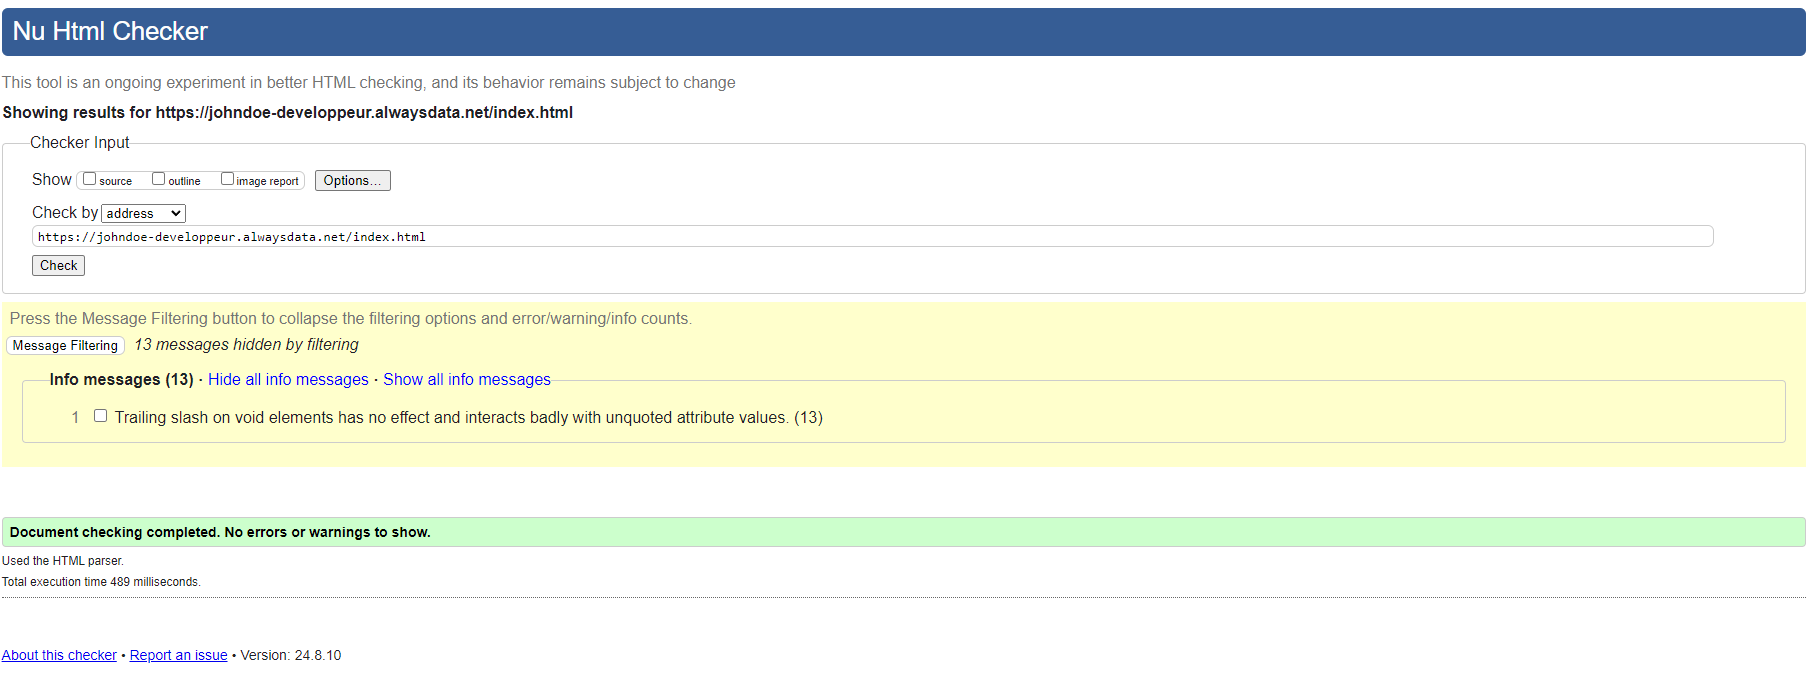 Nu Html Checker
This tool is an ongoing experiment in better HTML checking, and its behavior remains subject to change
Showing results for https://johndoe-developpeur.alwaysdata.net/index.html
Checker Input
Show source outline image report Options...
Check by address
https://johndoe-developpeur.alwaysdata.net/index.html
Check
Press the Message Filtering button to collapse the filtering options and error/warning/info counts.
Message Filtering 13 messages hidden by filtering
Info messages (13) · Hide all info messages · Show all info messages
1 Trailing slash on void elements has no effect and interacts badly with unquoted attribute values. (13)
Document checking completed. No errors or warnings to show.
Used the HTML parser.
Total execution time 489 milliseconds.
About this checker • Report an issue • Version: 24.8.10